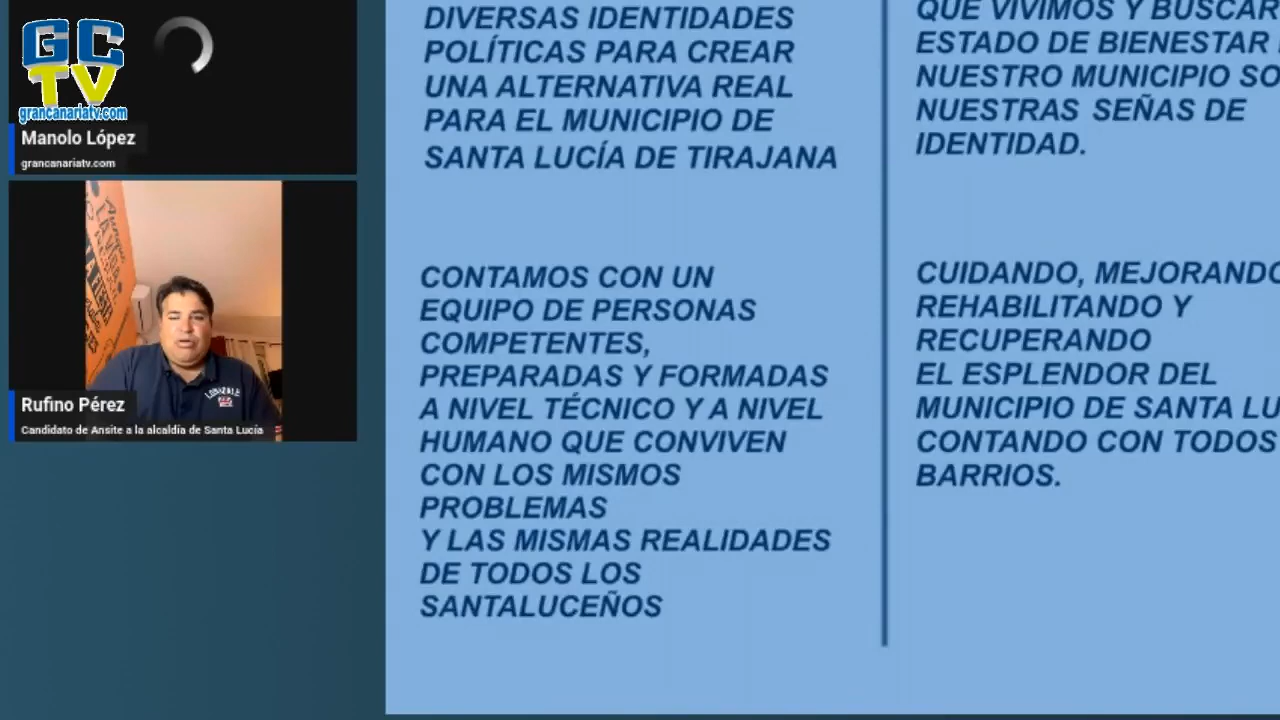 GC
TV
grancanariatv.com
Manolo López
grancanariatv.com
Rufino Pérez
Candidato de Ansite a la alcaldía de Santa Lucía
LONSDALE
DIVERSAS IDENTIDADES
POLÍTICAS PARA CREAR
UNA ALTERNATIVA REAL
PARA EL MUNICIPIO DE
SANTA LUCÍA DE TIRAJANA
CONTAMOS CON UN
EQUIPO DE PERSONAS
COMPETENTES,
PREPARADAS Y FORMADAS
A NIVEL TÉCNICO Y A NIVEL
HUMANO QUE CONVIVEN
CON LOS MISMOS
PROBLEMAS
Y LAS MISMAS REALIDADES
DE TODOS LOS
SANTALUCEÑOS
QUE VIVIMOS Y BUSCAR
ESTADO DE BIENESTAR
NUESTRO MUNICIPIO SO
NUESTRAS SEÑAS DE
IDENTIDAD.
CUIDANDO, MEJORANDO
REHABILITANDO Y
RECUPERANDO
EL ESPLENDOR DEL
MUNICIPIO DE SANTA LU
CONTANDO CON TODOS
BARRIOS.